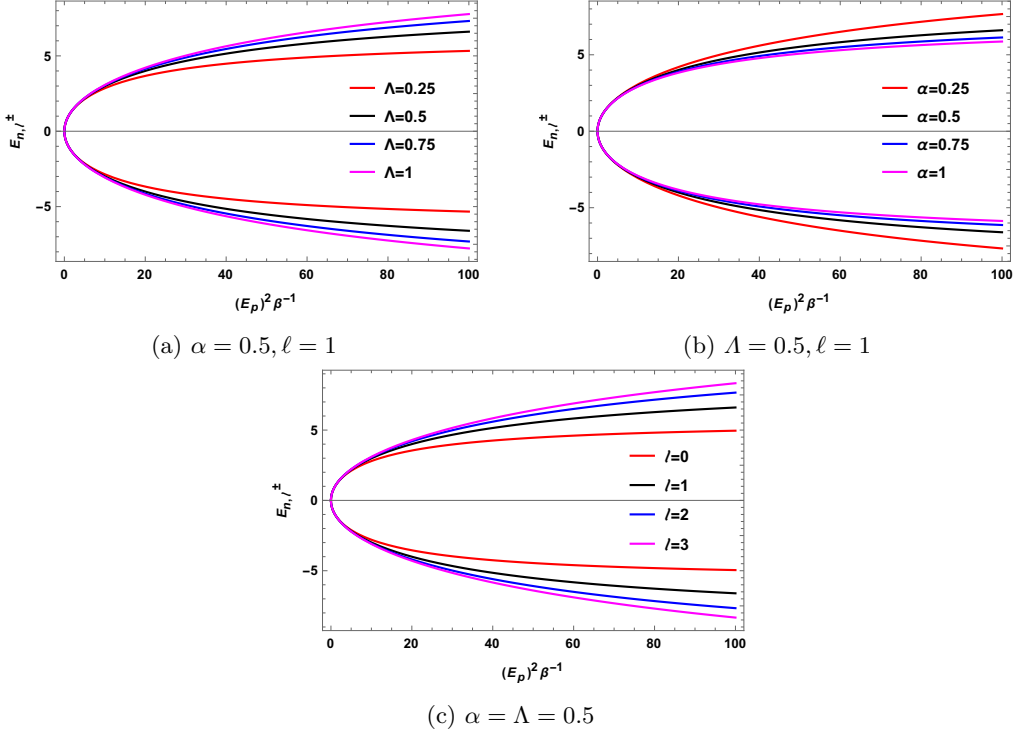 5
0
−5
0
20
40
60
80
100
E_{n,ℓ}^±
(E_p)^2 β^{-1}
Λ=0.25
Λ=0.5
Λ=0.75
Λ=1
(a) α = 0.5, ℓ = 1
5
0
−5
0
20
40
60
80
100
E_{n,ℓ}^±
(E_p)^2 β^{-1}
α=0.25
α=0.5
α=0.75
α=1
(b) Λ = 0.5, ℓ = 1
5
0
−5
0
20
40
60
80
100
E_{n,ℓ}^±
(E_p)^2 β^{-1}
ℓ=0
ℓ=1
ℓ=2
ℓ=3
(c) α = Λ = 0.5